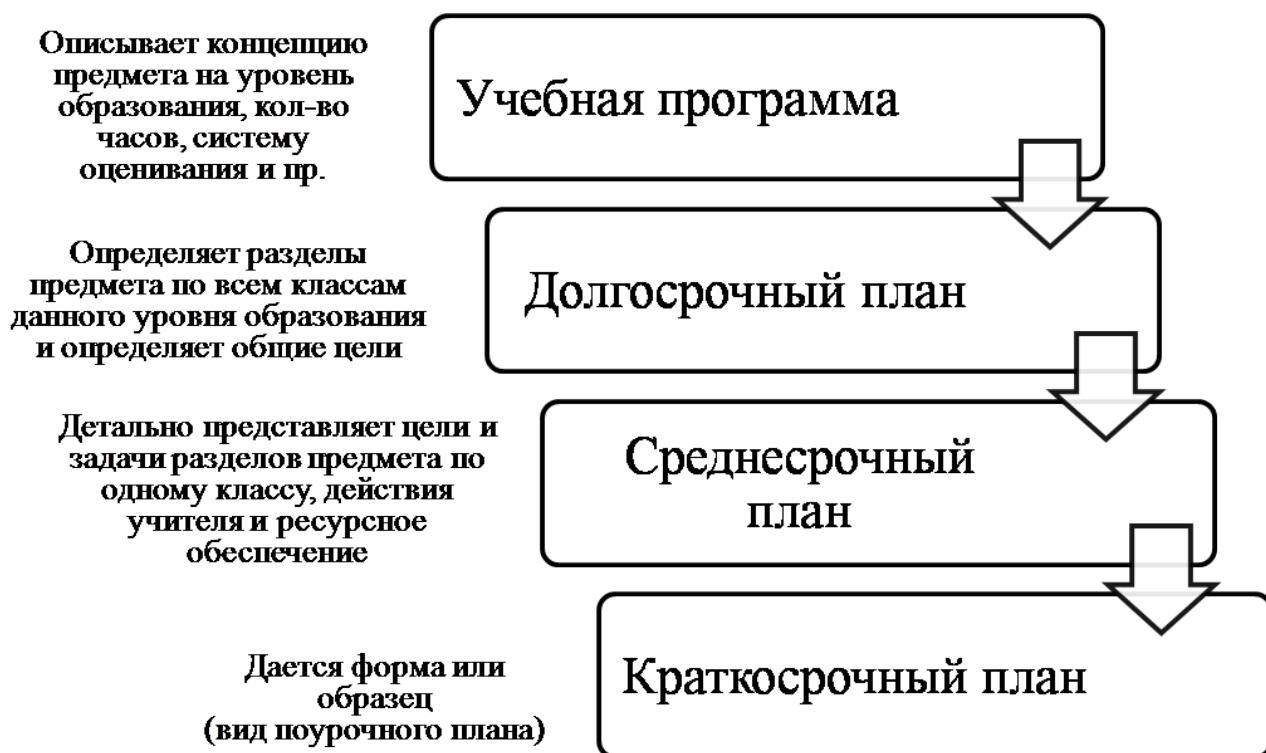 Описывает концепцию
предмета на уровень
образования, кол-во
часов, систему
оценивания и пр.
Учебная программа
Определяет разделы
предмета по всем классам
данного уровня образования
и определяет общие цели
Долгосрочный план
Детально представляет цели и
задачи разделов предмета по
одному классу, действия
учителя и ресурсное
обеспечение
Среднесрочный
план
Дается форма или
образец
(вид поурочного плана)
Краткосрочный план